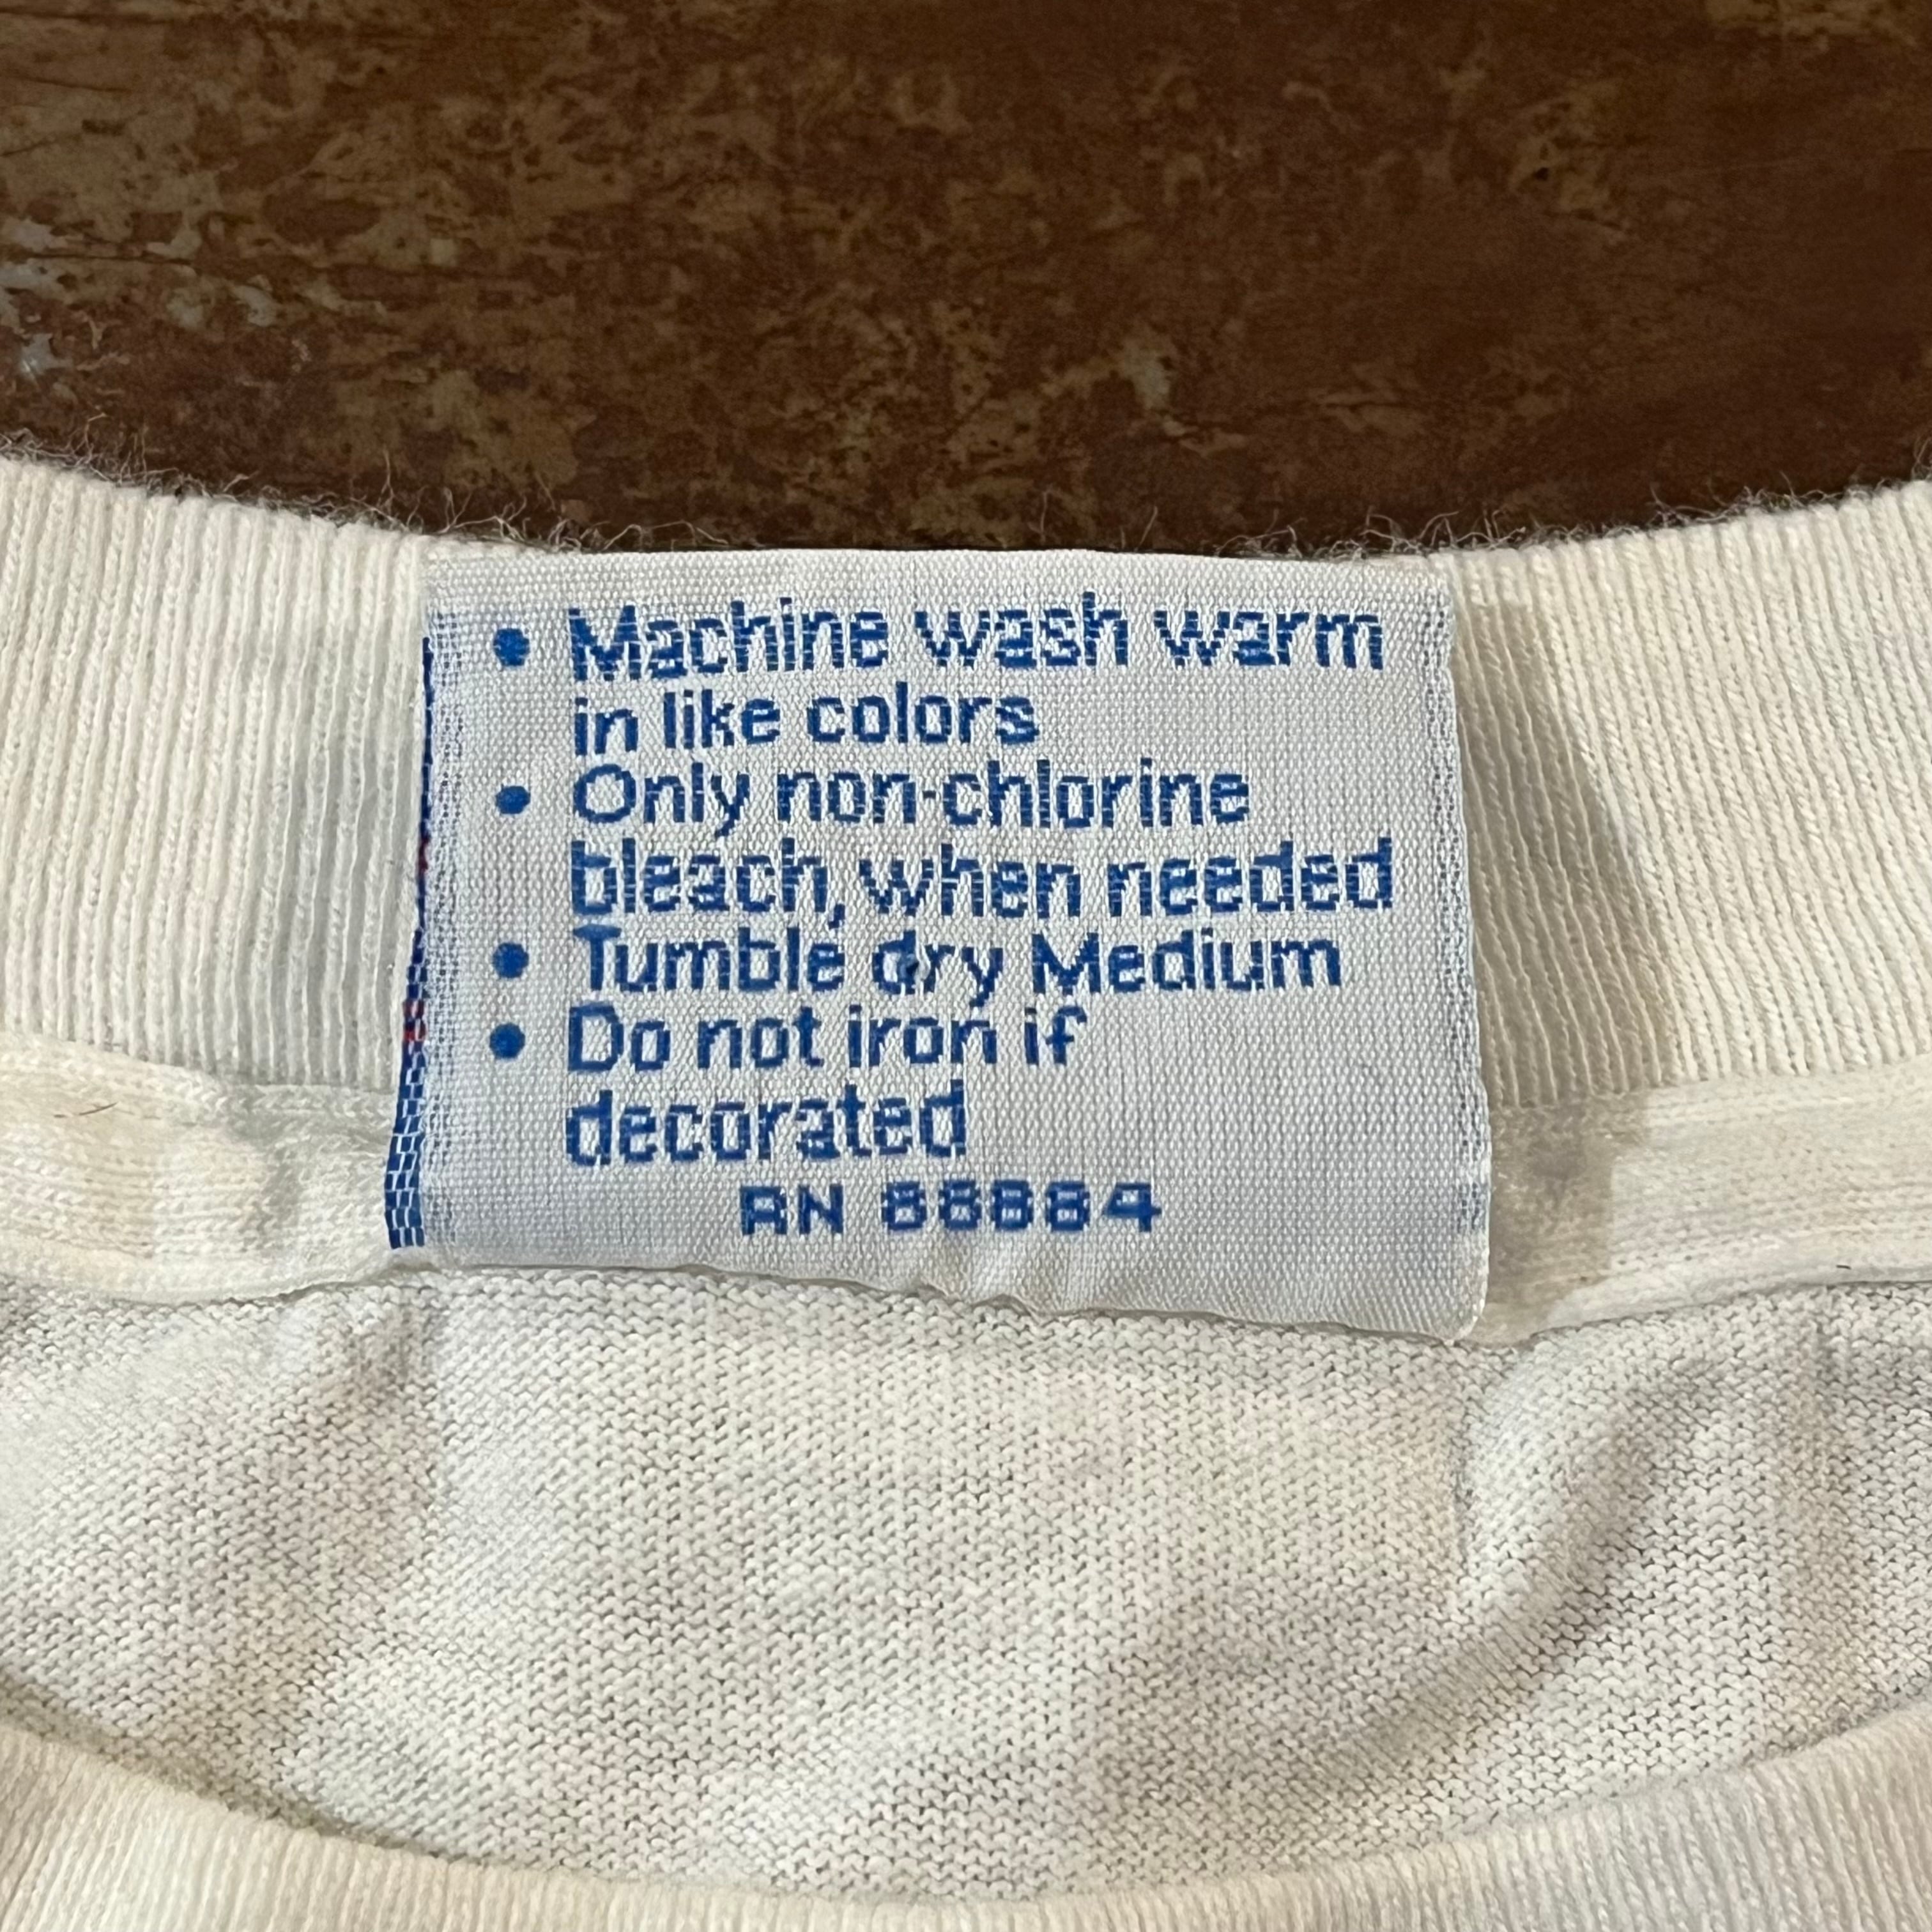 • Machine wash warm
in like colors
• Only non-chlorine
bleach, when needed
• Tumble dry Medium
• Do not iron if
decorated
RN